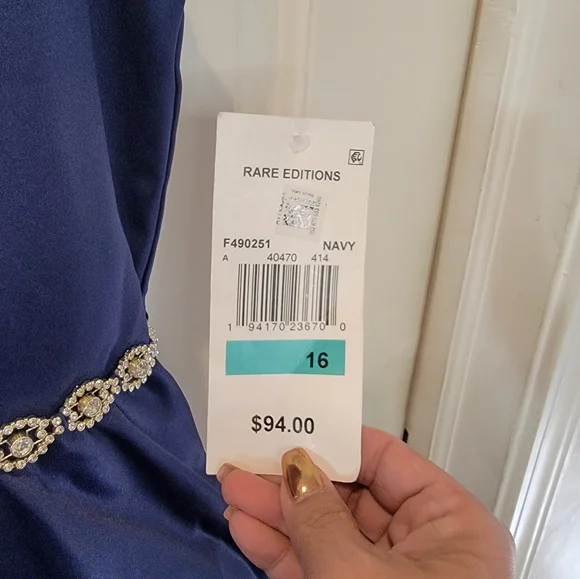 RARE EDITIONS
F490251 NAVY
A 40470 414
1 94170 23670 0
16
$94.00